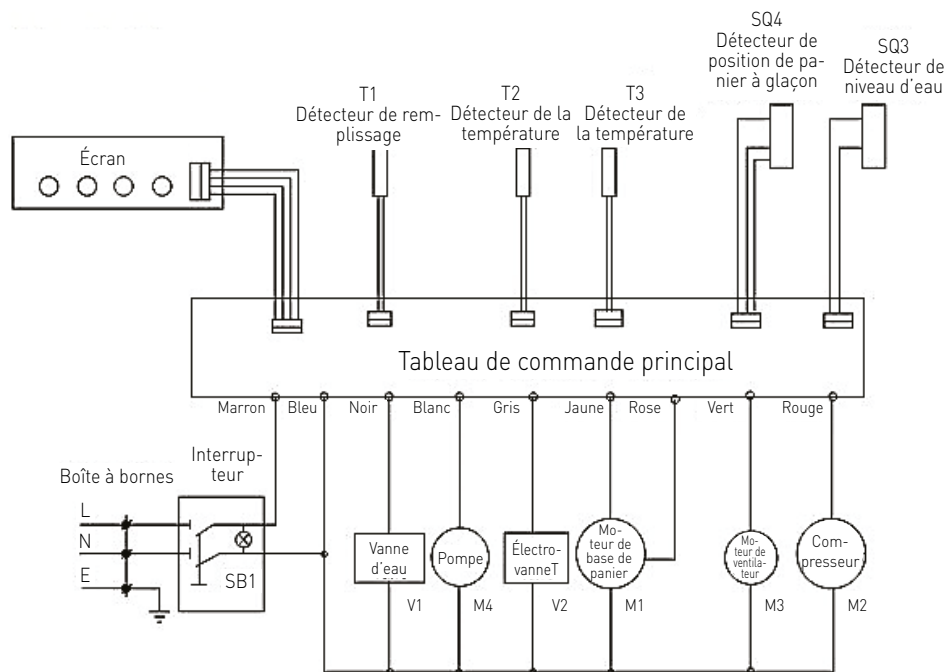 SQ4
Détecteur de
position de pa-
nier à glaçon
SQ3
Détecteur de
niveau d'eau
T1
Détecteur de rem-
plissage
T2
Détecteur de la
température
T3
Détecteur de
la température
Écran
Tableau de commande principal
Marron
Bleu
Noir
Blanc
Gris
Jaune
Rose
Vert
Rouge
Boîte à bornes
Interrup-
teur
L
N
E
SB1
Vanne
d'eau
V1
Pompe
M4
Électro-
vanneT
V2
Mo-
teur de
base de
panier
M1
Mo-
teur de
ventila-
teur
M3
Com-
presseur
M2